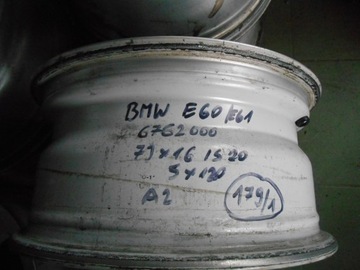 BMW E60/E61
6762000
7J x 16 IS 20
5 x 120
A2
179/1